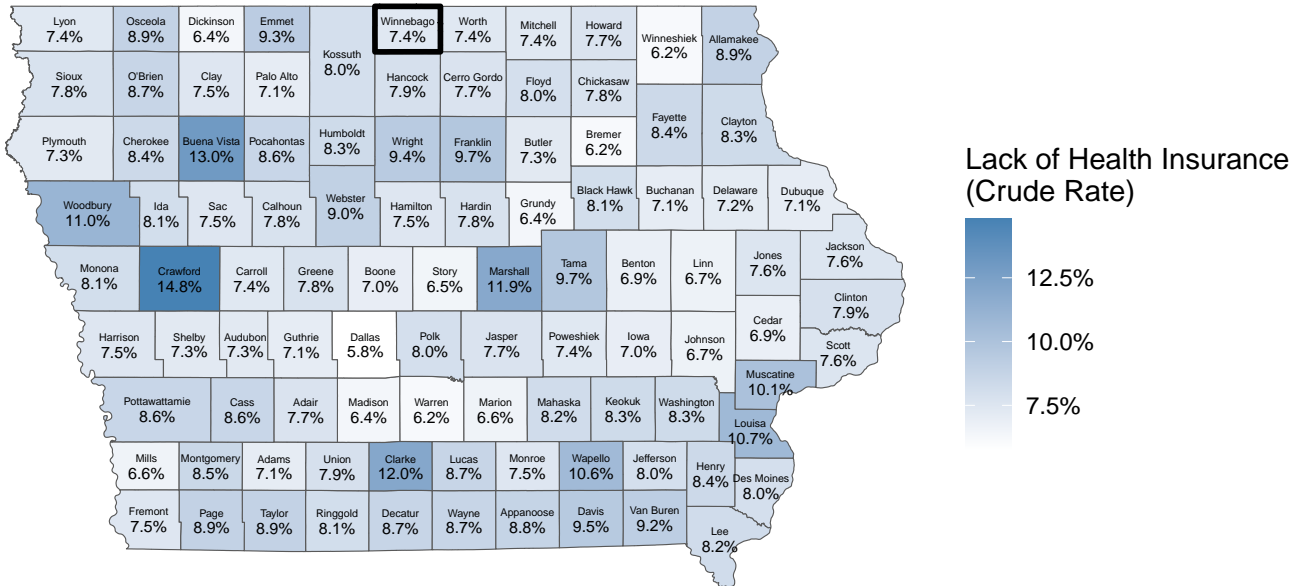 Lyon
7.4%
Osceola
8.9%
Dickinson
6.4%
Emmet
9.3%
Kossuth
8.0%
Winnebago
7.4%
Worth
7.4%
Mitchell
7.4%
Howard
7.7%
Winneshiek
6.2%
Allamakee
8.9%
Sioux
7.8%
O'Brien
8.7%
Clay
7.5%
Palo Alto
7.1%
Hancock
7.9%
Cerro Gordo
7.7%
Floyd
8.0%
Chickasaw
7.8%
Fayette
8.4%
Clayton
8.3%
Plymouth
7.3%
Cherokee
8.4%
Buena Vista
13.0%
Pocahontas
8.6%
Humboldt
8.3%
Wright
9.4%
Franklin
9.7%
Butler
7.3%
Bremer
6.2%
Woodbury
11.0%
Ida
8.1%
Sac
7.5%
Calhoun
7.8%
Webster
9.0%
Hamilton
7.5%
Hardin
7.8%
Grundy
6.4%
Black Hawk
8.1%
Buchanan
7.1%
Delaware
7.2%
Dubuque
7.1%
Monona
8.1%
Crawford
14.8%
Carroll
7.4%
Greene
7.8%
Boone
7.0%
Story
6.5%
Marshall
11.9%
Tama
9.7%
Benton
6.9%
Linn
6.7%
Jones
7.6%
Jackson
7.6%
Clinton
7.9%
Harrison
7.5%
Shelby
7.3%
Audubon
7.3%
Guthrie
7.1%
Dallas
5.8%
Polk
8.0%
Jasper
7.7%
Poweshiek
7.4%
Iowa
7.0%
Johnson
6.7%
Cedar
6.9%
Scott
7.6%
Muscatine
10.1%
Pottawattamie
8.6%
Cass
8.6%
Adair
7.7%
Madison
6.4%
Warren
6.2%
Marion
6.6%
Mahaska
8.2%
Keokuk
8.3%
Washington
8.3%
Louisa
10.7%
Mills
6.6%
Montgomery
8.5%
Adams
7.1%
Union
7.9%
Clarke
12.0%
Lucas
8.7%
Monroe
7.5%
Wapello
10.6%
Jefferson
8.0%
Henry
8.4%
Des Moines
8.0%
Fremont
7.5%
Page
8.9%
Taylor
8.9%
Ringgold
8.1%
Decatur
8.7%
Wayne
8.7%
Appanoose
8.8%
Davis
9.5%
Van Buren
9.2%
Lee
8.2%
Lack of Health Insurance
(Crude Rate)
12.5%
10.0%
7.5%